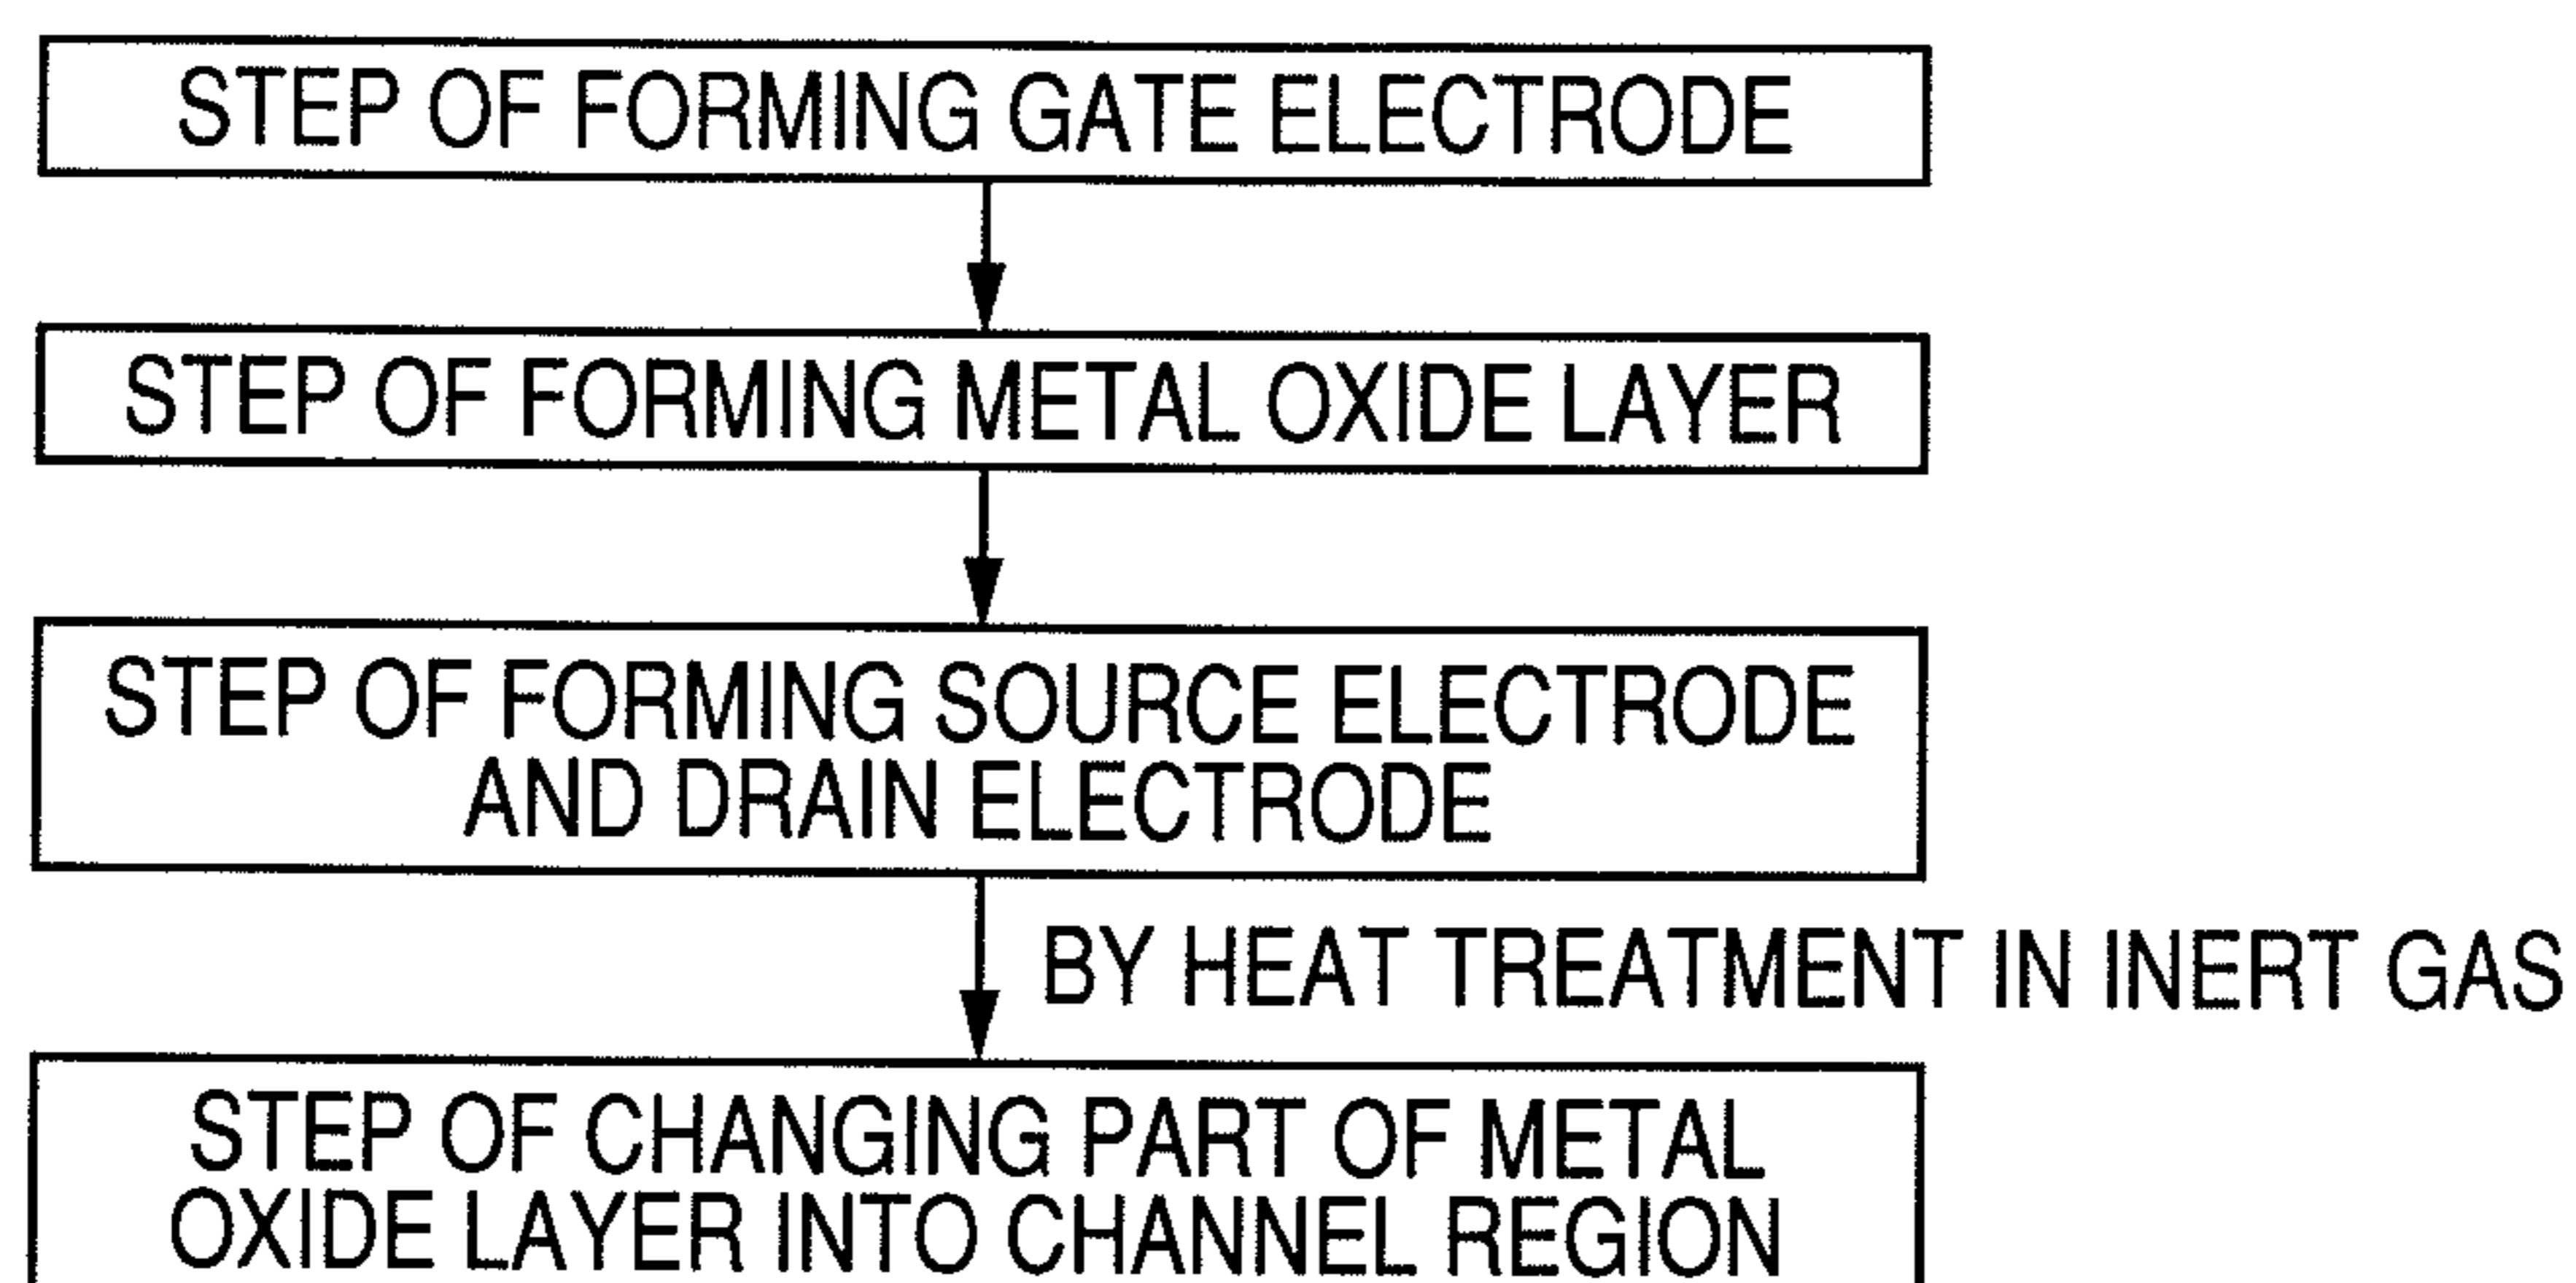 STEP OF FORMING GATE ELECTRODE
STEP OF FORMING METAL OXIDE LAYER
STEP OF FORMING SOURCE ELECTRODE
AND DRAIN ELECTRODE
BY HEAT TREATMENT IN INERT GAS
STEP OF CHANGING PART OF METAL
OXIDE LAYER INTO CHANNEL REGION